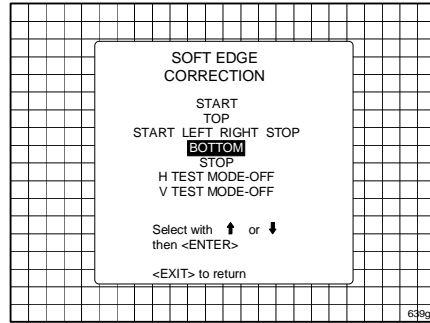 SOFT EDGE
CORRECTION
START
TOP
START LEFT RIGHT STOP
BOTTOM
STOP
H TEST MODE-OFF
V TEST MODE-OFF
Select with ↑ or ↓
then <ENTER>
<EXIT> to return
639g